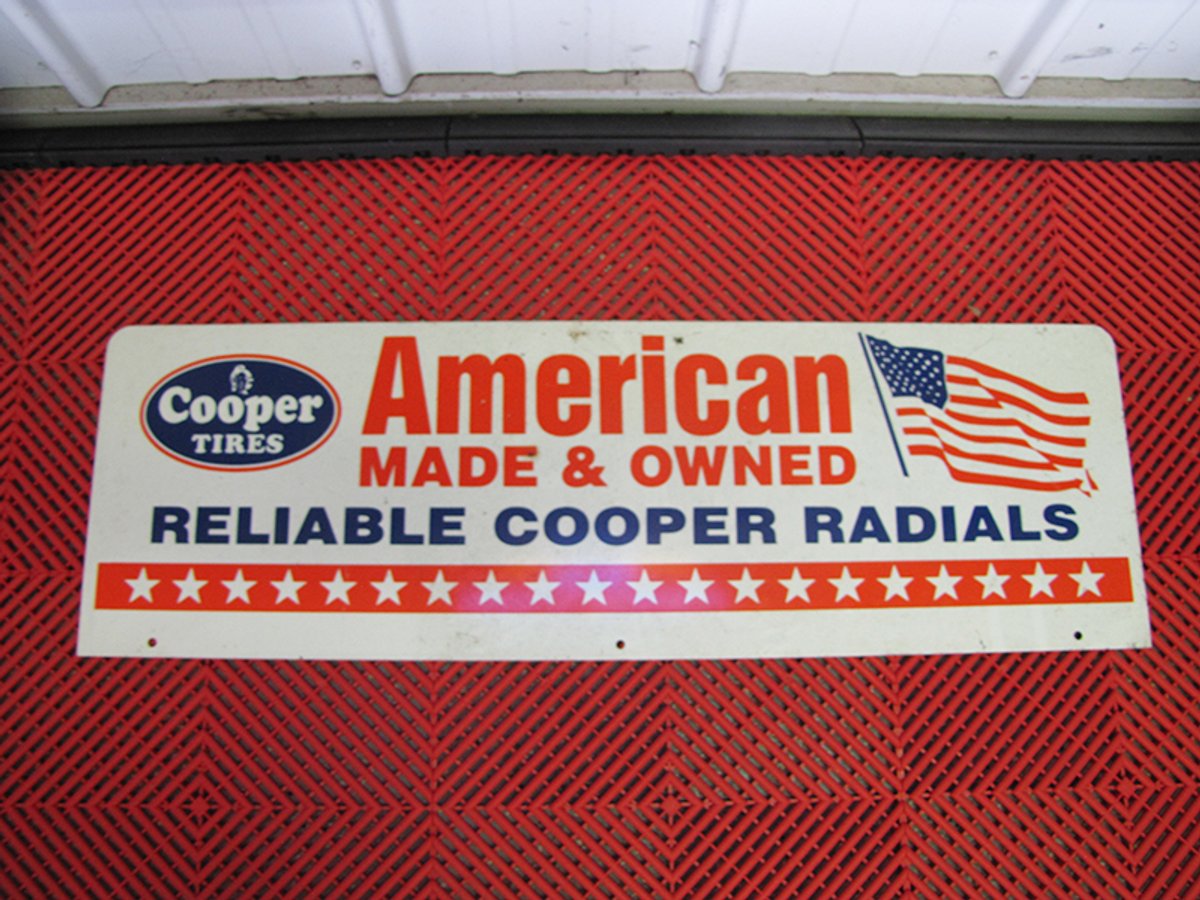 Cooper
TIRES
American
MADE & OWNED
RELIABLE COOPER RADIALS